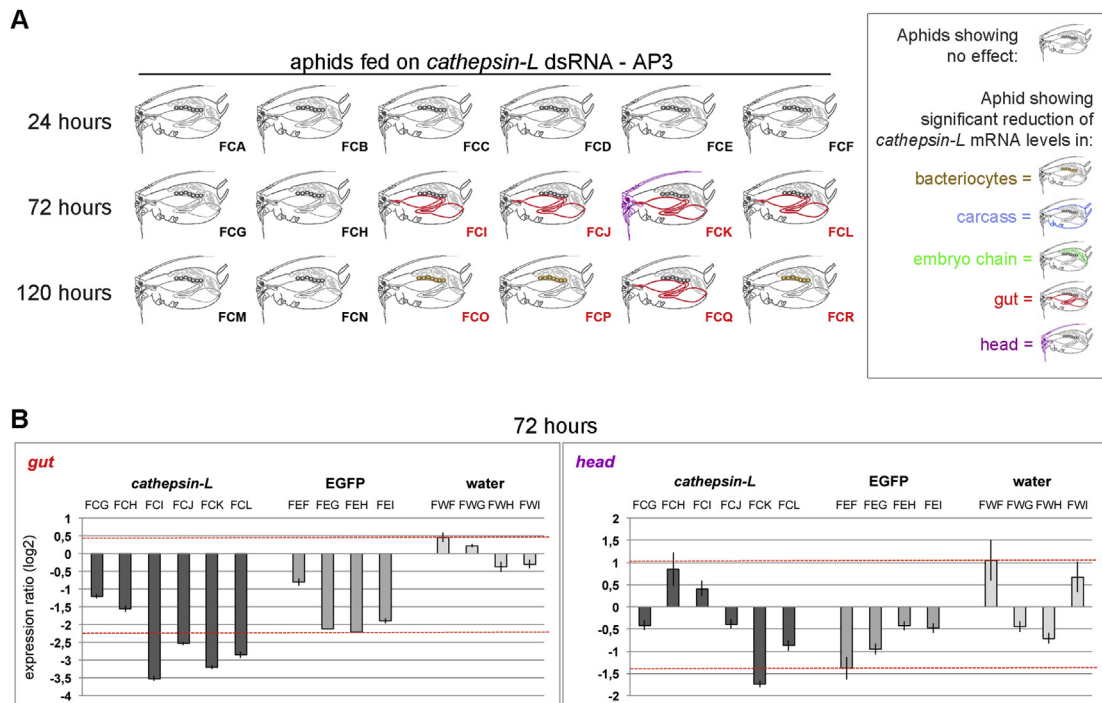 A
aphids fed on cathepsin-L dsRNA - AP3
24 hours
FCA FCB FCC FCD FCE FCF
72 hours
FCG FCH FCI FCJ FCK FCL
120 hours
FCM FCN FCO FCP FCQ FCR
Aphids showing
no effect:
Aphid showing
significant reduction of
cathepsin-L mRNA levels in:
bacteriocytes =
carcass =
embryo chain =
gut =
head =
B
72 hours
gut
cathepsin-L EGFP water
FCG FCH FCI FCJ FCK FCL FEF FEG FEH FEI FWF FWG FWH FWI
expression ratio (log2)
1
0,5
0
-0,5
-1
-1,5
-2
-2,5
-3
-3,5
-4
head
cathepsin-L EGFP water
FCG FCH FCI FCJ FCK FCL FEF FEG FEH FEI FWF FWG FWH FWI
2
1,5
1
0,5
0
-0,5
-1
-1,5
-2